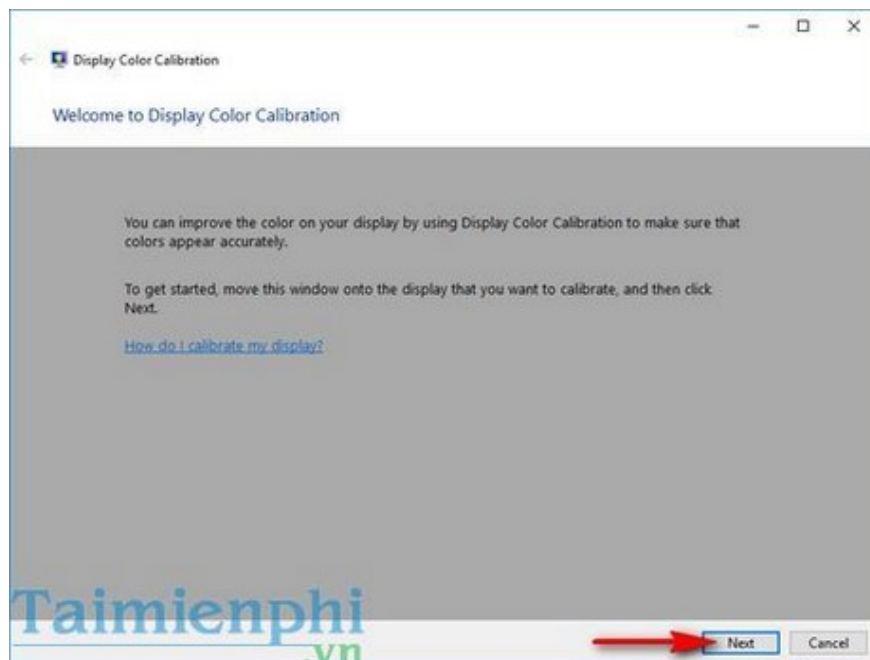 Display Color Calibration
Welcome to Display Color Calibration
You can improve the color on your display by using Display Color Calibration to make sure that
colors appear accurately.
To get started, move this window onto the display that you want to calibrate, and then click
Next.
How do I calibrate my display?
Taimienphi
.vn
Next Cancel